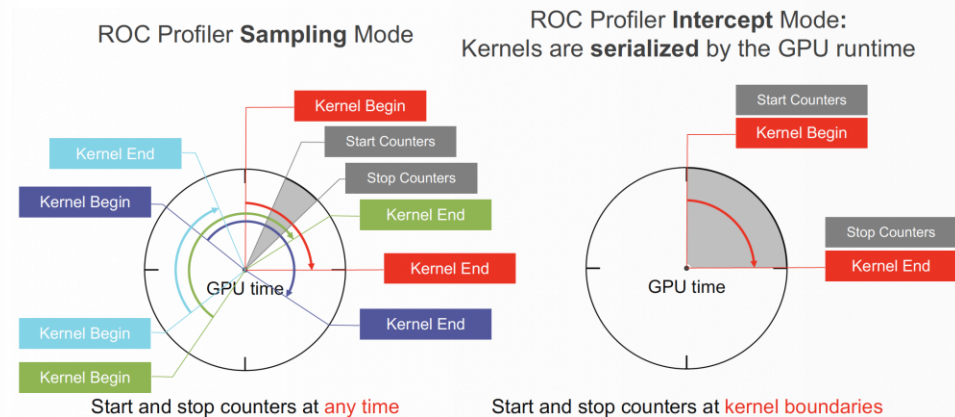 ROC Profiler Sampling Mode
Kernel Begin
Start Counters
Kernel End
Stop Counters
Kernel Begin
Kernel End
Kernel End
GPU time
Kernel Begin
Kernel End
Kernel Begin
Start and stop counters at any time
ROC Profiler Intercept Mode:
Kernels are serialized by the GPU runtime
Start Counters
Kernel Begin
Stop Counters
Kernel End
GPU time
Start and stop counters at kernel boundaries